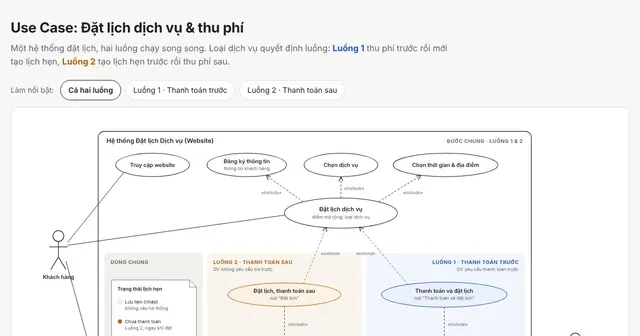 Use Case: Đặt lịch dịch vụ & thu phí
Một hệ thống đặt lịch, hai luồng chạy song song. Loại dịch vụ quyết định luồng: Luồng 1 thu phí trước rồi mới
tạo lịch hẹn, Luồng 2 tạo lịch hẹn trước rồi thu phí sau.
Làm nổi bật:
Cả hai luồng
Luồng 1 · Thanh toán trước
Luồng 2 · Thanh toán sau
Hệ thống Đặt lịch Dịch vụ (Website)
BƯỚC CHUNG · LUỒNG 1 & 2
Truy cập website
Đăng ký thông tin
thông tin khách hàng
Chọn dịch vụ
Chọn thời gian & địa điểm
«include»
«include»
«include»
Đặt lịch dịch vụ
điểm mở rộng: loại dịch vụ
Khách hàng
«extend»
«extend»
DÙNG CHUNG
LUỒNG 2 · THANH TOÁN SAU
DV không yêu cầu trả trước
LUỒNG 1 · THANH TOÁN TRƯỚC
DV yêu cầu thanh toán trước
Trạng thái lịch hẹn
Lưu tạm (nháp)
không vào hệ thống
Chưa thanh toán
Luồng 2, ngay khi đặt
Đặt lịch, thanh toán sau
nút "Đặt lịch"
Thanh toán và đặt lịch
nút "Thanh toán và đặt lịch"
«include»
«include»